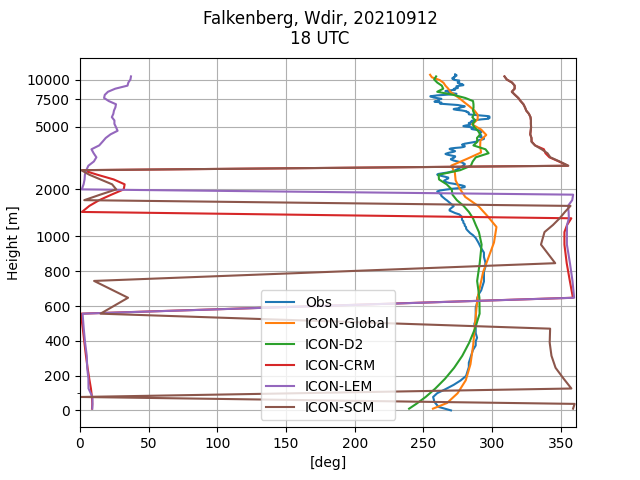 Falkenberg, Wdir, 20210912
18 UTC
10000
7500
5000
2000
1000
800
600
400
200
0
Height [m]
Obs
ICON-Global
ICON-D2
ICON-CRM
ICON-LEM
ICON-SCM
0 50 100 150 200 250 300 350
[deg]